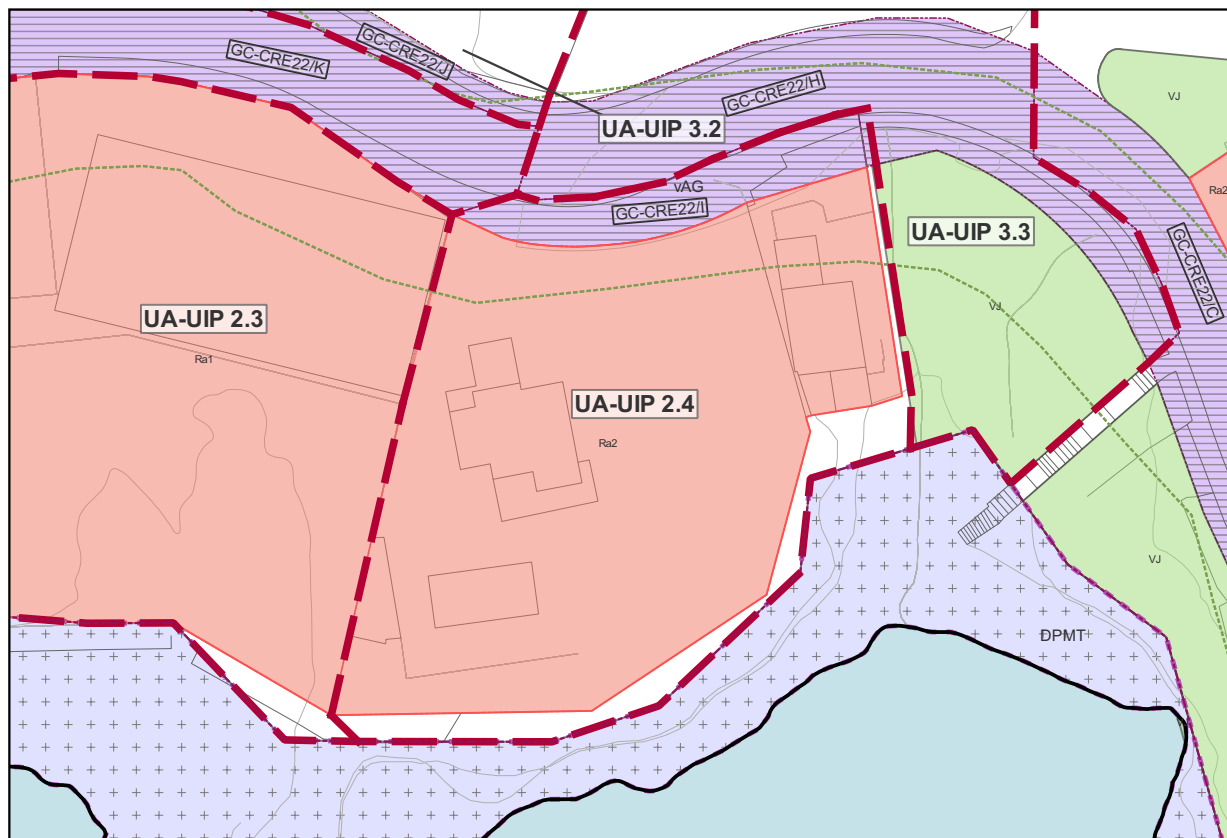 GC-CRE22/K
GC-CRE22/J
GC-CRE22/H
VJ
UA-UIP 3.2
vAG
Ra2
GC-CRE22/I
UA-UIP 3.3
GC-CRE22/C
UA-UIP 2.3
VJ
Ra1
UA-UIP 2.4
Ra2
VJ
DPMT